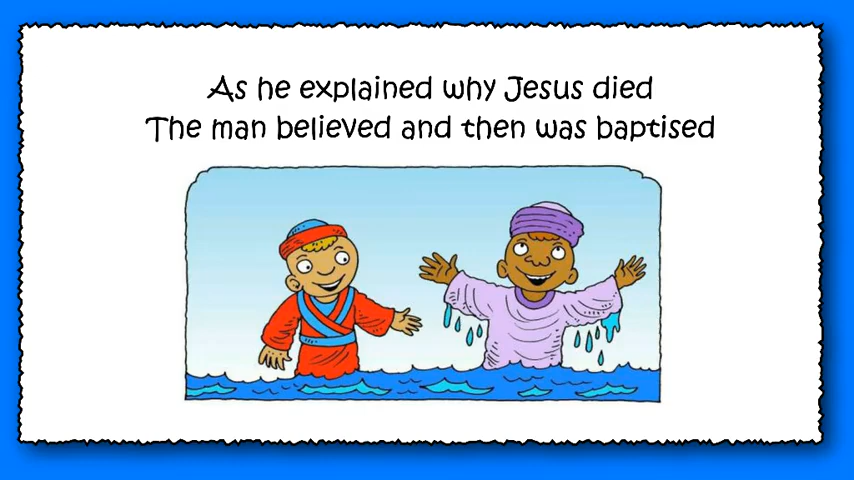 As he explained why Jesus died
The man believed and then was baptised